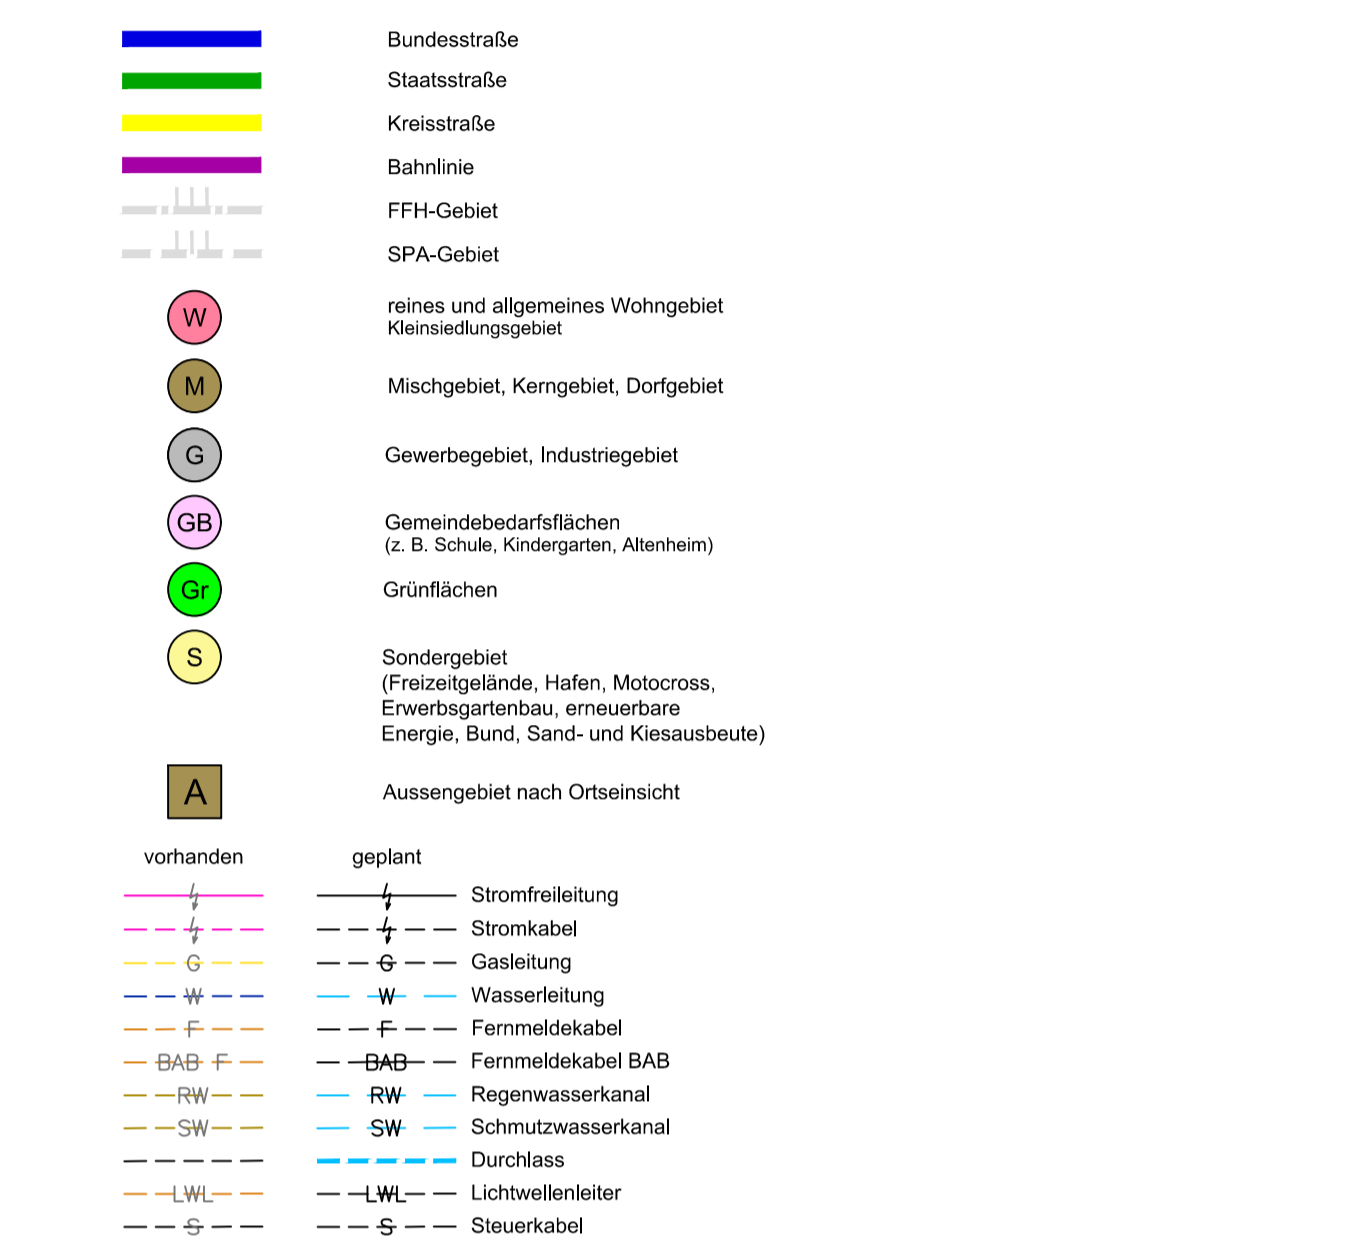 Bundesstraße
Staatsstraße
Kreisstraße
Bahnlinie
FFH-Gebiet
SPA-Gebiet
W reines und allgemeines Wohngebiet
Kleinsiedlungsgebiet
M Mischgebiet, Kerngebiet, Dorfgebiet
G Gewerbegebiet, Industriegebiet
GB Gemeindebedarfsflächen
(z. B. Schule, Kindergarten, Altenheim)
Gr Grünflächen
S Sondergebiet
(Freizeitgelände, Hafen, Motocross,
Erwerbsgartenbau, erneuerbare
Energie, Bund, Sand- und Kiesausbeute)
A Aussengebiet nach Ortseinsicht
vorhanden geplant
Stromfreileitung
Stromkabel
G G Gasleitung
W W Wasserleitung
F F Fernmeldekabel
BAB F BAB Fernmeldekabel BAB
RW RW Regenwasserkanal
SW SW Schmutzwasserkanal
Durchlass
LWL LWL Lichtwellenleiter
S S Steuerkabel